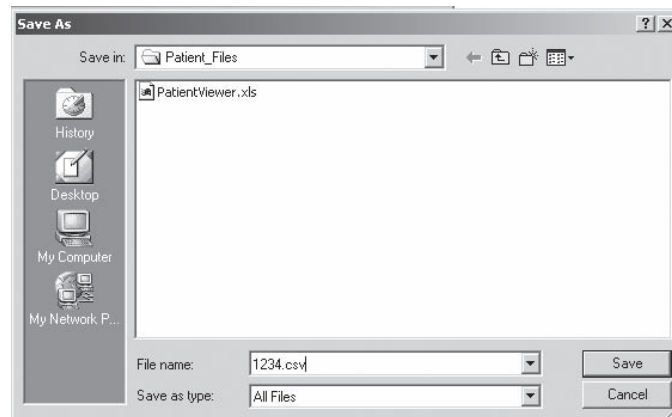 Save As
Save in: Patient_Files
PatientViewer.xls
History
Desktop
My Computer
My Network P...
File name: 1234.csv Save
Save as type: All Files Cancel